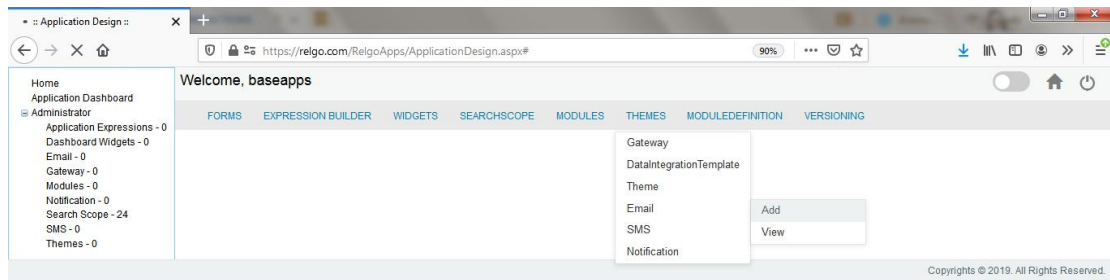 :: Application Design ::
https://relgo.com/RelgoApps/ApplicationDesign.aspx#
90%
Home
Application Dashboard
Administrator
Application Expressions - 0
Dashboard Widgets - 0
Email - 0
Gateway - 0
Modules - 0
Notification - 0
Search Scope - 24
SMS - 0
Themes - 0
Welcome, baseapps
FORMS EXPRESSION BUILDER WIDGETS SEARCHSCOPE MODULES THEMES MODULEDEFINITION VERSIONING
Gateway
DataIntegrationTemplate
Theme
Email
SMS
Notification
Add
View
Copyrights © 2019. All Rights Reserved